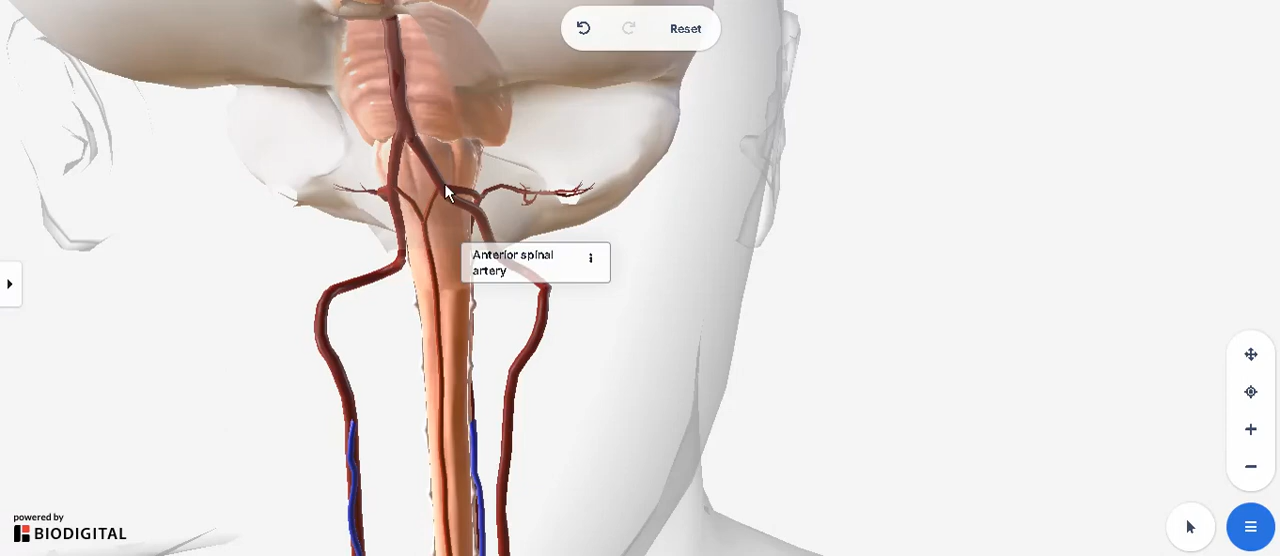 Reset
Anterior spinal
artery
powered by
BIODIGITAL